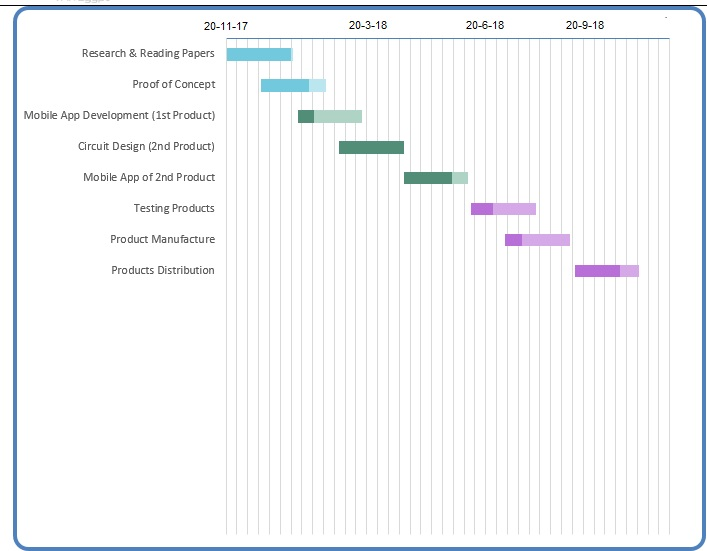 20-11-17 20-3-18 20-6-18 20-9-18
Research & Reading Papers
Proof of Concept
Mobile App Development (1st Product)
Circuit Design (2nd Product)
Mobile App of 2nd Product
Testing Products
Product Manufacture
Products Distribution